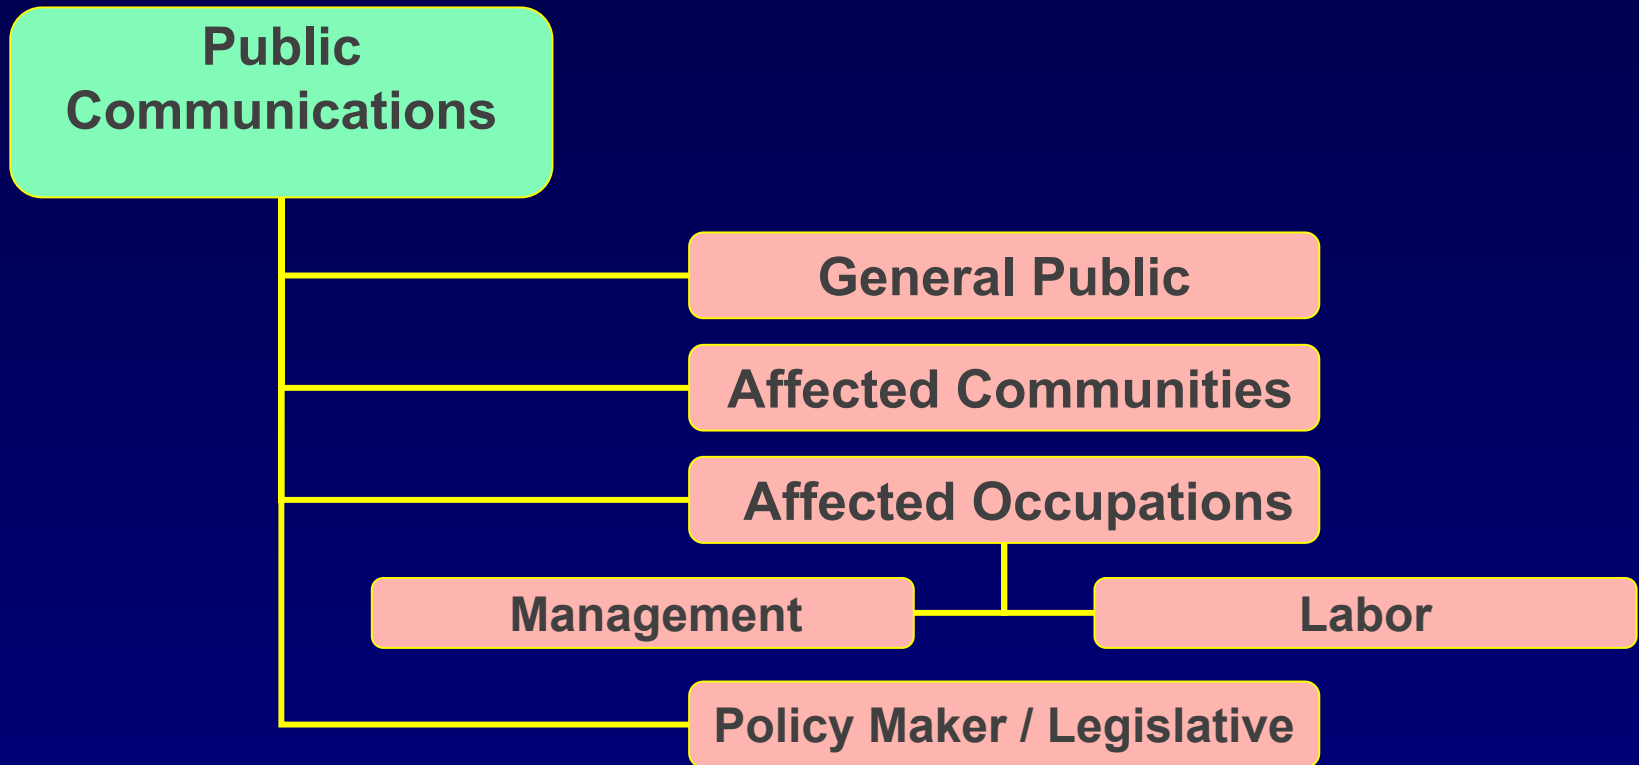 Public
Communications
General Public
Affected Communities
Affected Occupations
Management
Labor
Policy Maker / Legislative